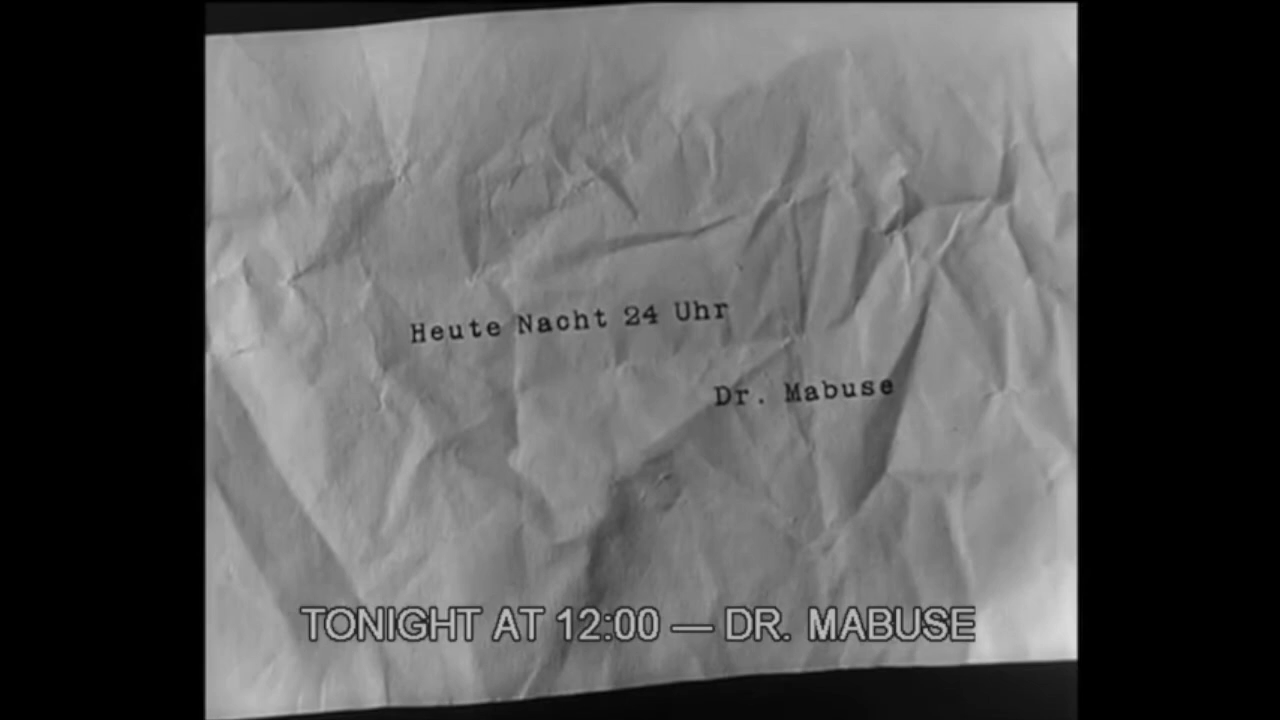 Heute Nacht 24 Uhr
Dr. Mabuse
TONIGHT AT 12:00 — DR. MABUSE